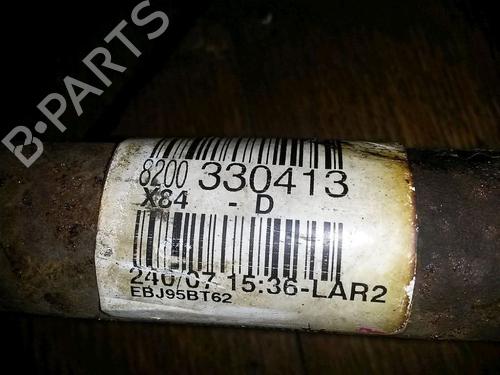 B-PARTS
8200 330413
X84 - D
240/07 15:36-LAR2
EBJ95BT62